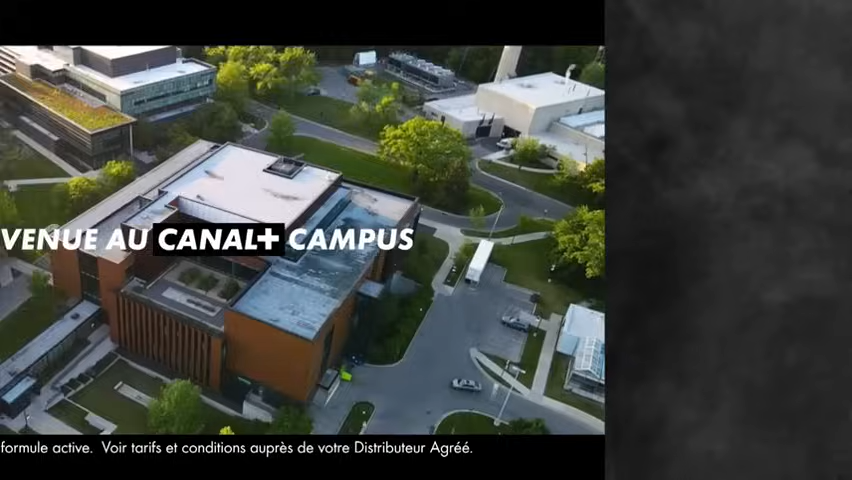 VENUE AU CANAL+ CAMPUS
formule active. Voir tarifs et conditions auprès de votre Distributeur Agréé.